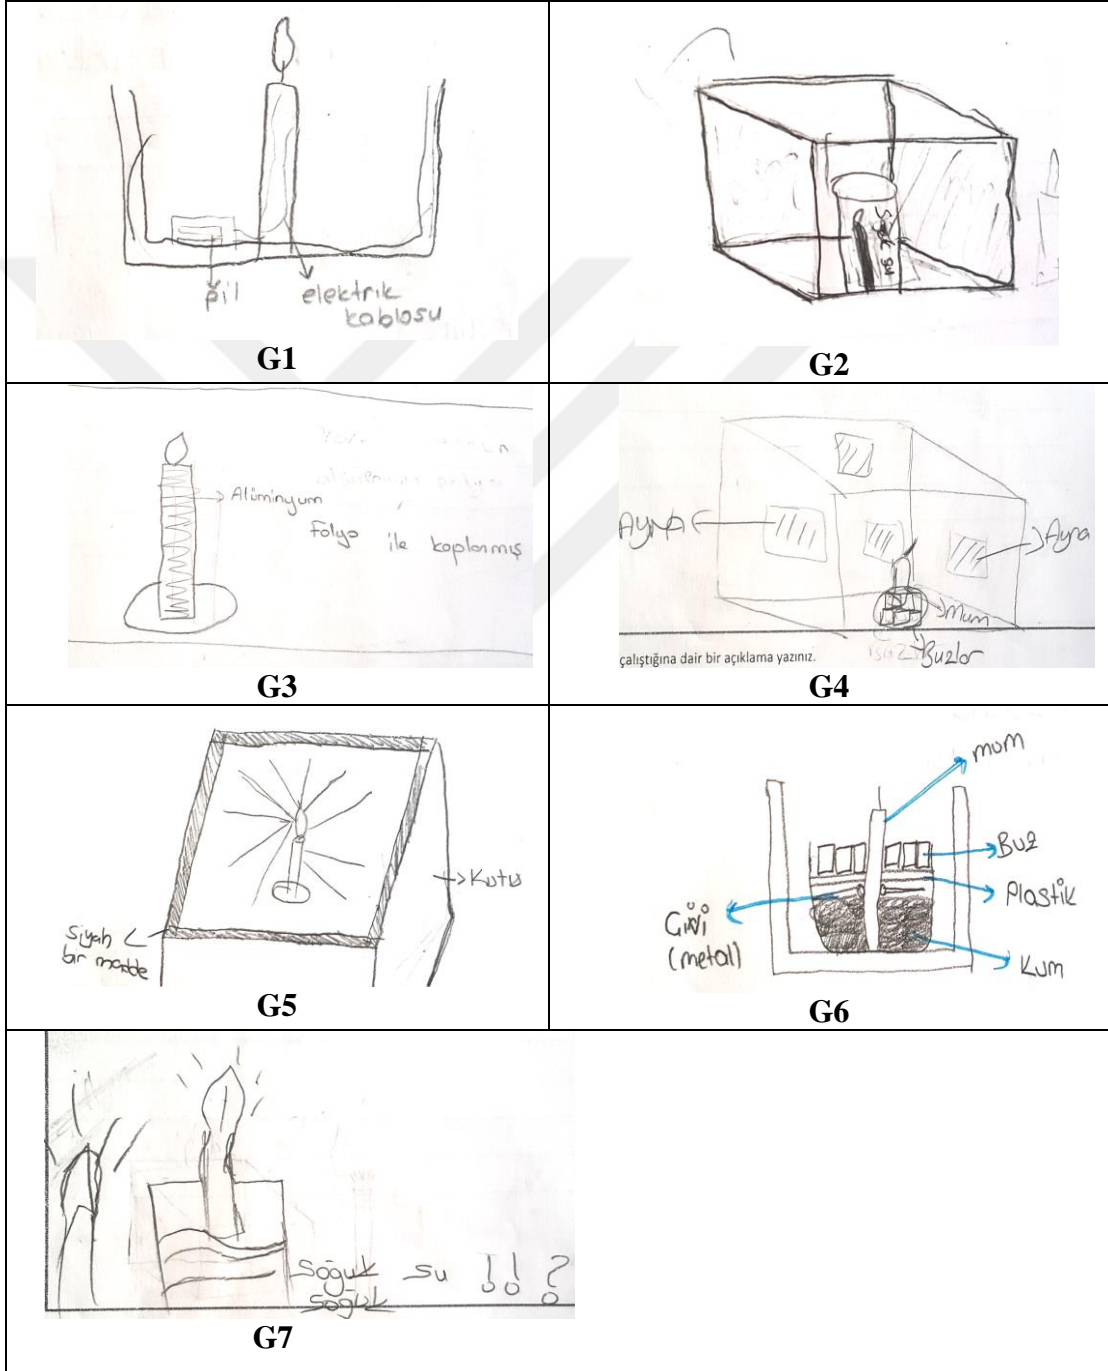 pil
elektrik
kablosu
G1
G2
Alüminyum
Folyo ile kaplanmış
G3
AYNA
Ayna
Mum
Buzlar
çalıştığına dair bir açıklama yazınız.
G4
Kutu
Siyah
bir madde
G5
mum
Buz
Plastik
Çivi
(metal)
Kum
G6
Soğuk su !! ?
Soğuk
G7